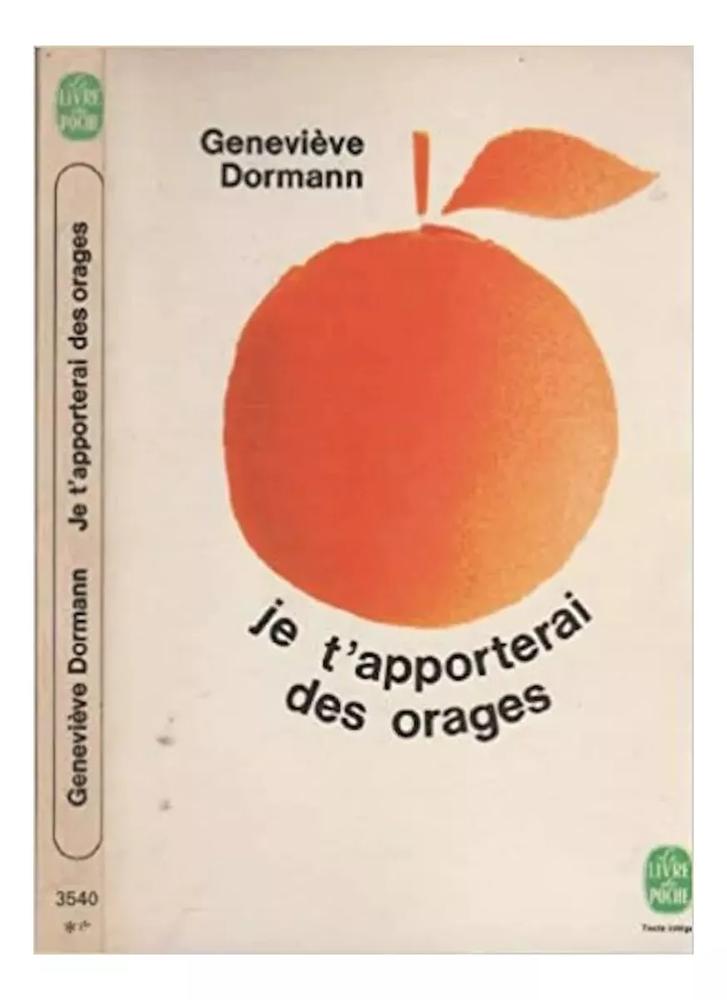 Le
LIVRE
de
POCHE
Geneviève Dormann Je t'apporterai des orages
3540
Geneviève
Dormann
je t'apporterai
des orages
Le
LIVRE
de
POCHE
Texte